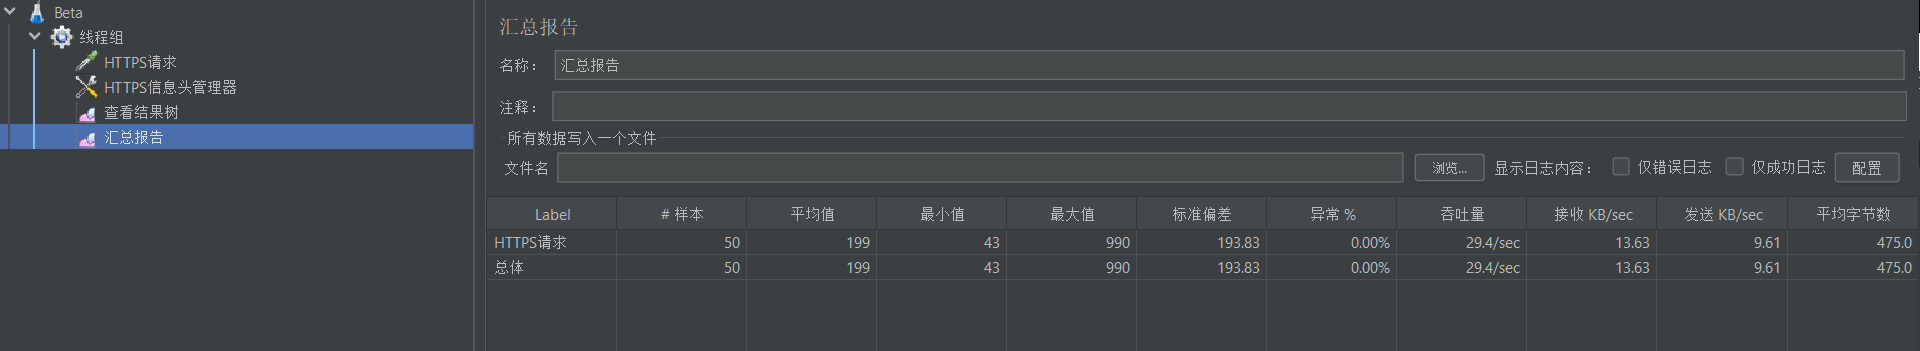 Beta
线程组
HTTPS请求
HTTPS信息头管理器
查看结果树
汇总报告
汇总报告
名称： 汇总报告
注释：
所有数据写入一个文件
文件名 浏览... 显示日志内容： 仅错误日志 仅成功日志 配置
Label # 样本 平均值 最小值 最大值 标准偏差 异常 % 吞吐量 接收 KB/sec 发送 KB/sec 平均字节数
HTTPS请求 50 199 43 990 193.83 0.00% 29.4/sec 13.63 9.61 475.0
总体 50 199 43 990 193.83 0.00% 29.4/sec 13.63 9.61 475.0